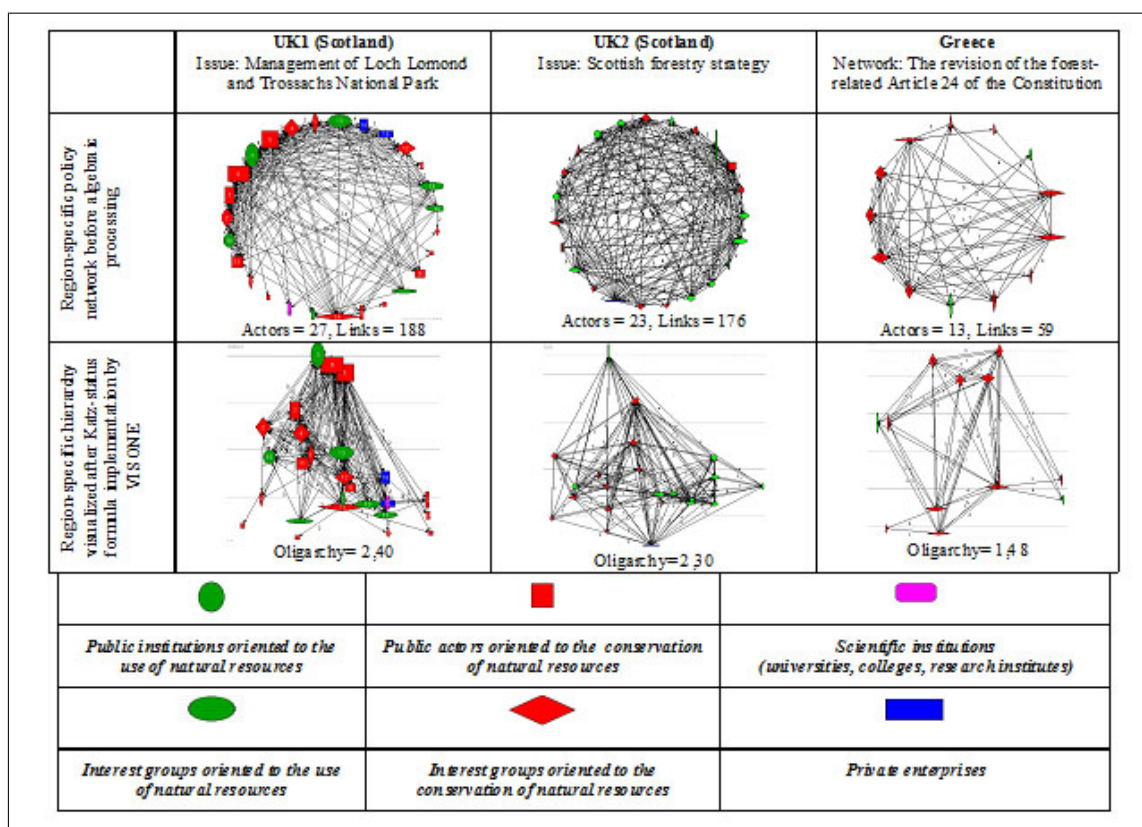 UK1 (Scotland)
Issue: Management of Loch Lomond
and Trossachs National Park
UK2 (Scotland)
Issue: Scottish forestry strategy
Greece
Network: The revision of the forest-
related Article 24 of the Constitution
Region-specific policy
network before algebraic
processing
Actors = 27, Links = 188
Actors = 23, Links = 176
Actors = 13, Links = 59
Region-specific hierarchy
visualized after Katz-status
formula implementation by
VISONE
Oligarchy= 2,40
Oligarchy=2,30
Oligarchy= 1,48
Public institutions oriented to the
use of natural resources
Public actors oriented to the conservation
of natural resources
Scientific institutions
(universities, colleges, research institutes)
Interest groups oriented to the use
of natural resources
Interest groups oriented to the
conservation of natural resources
Private enterprises